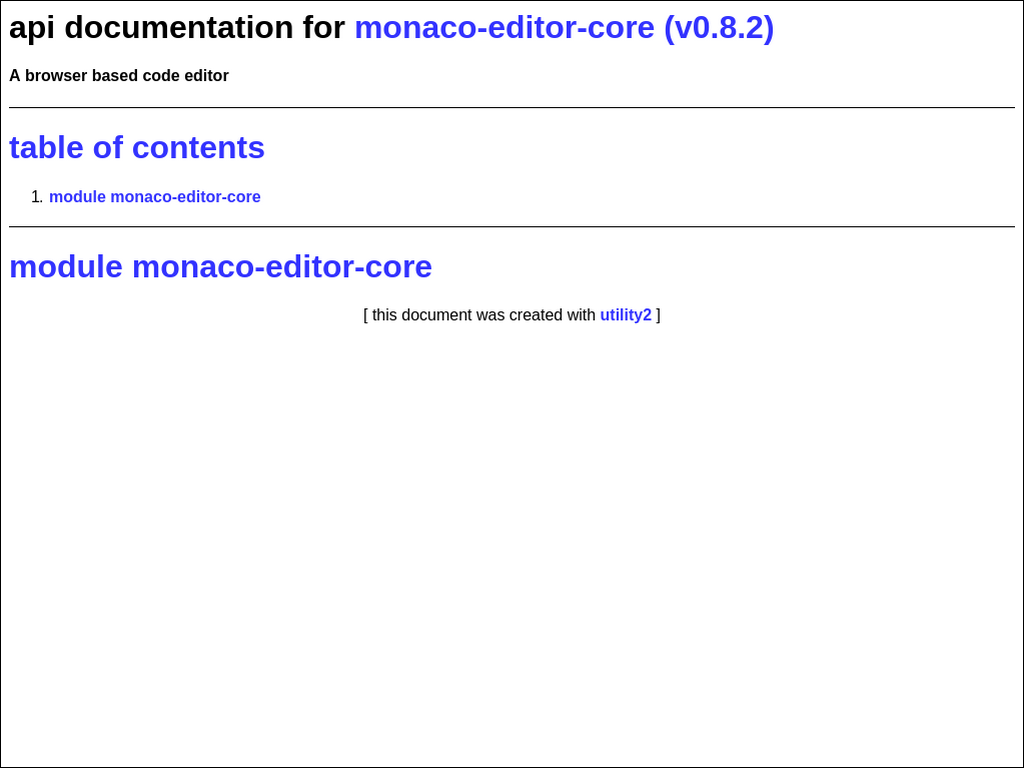 api documentation for monaco-editor-core (v0.8.2)
A browser based code editor
table of contents
1. module monaco-editor-core
module monaco-editor-core
[ this document was created with utility2 ]